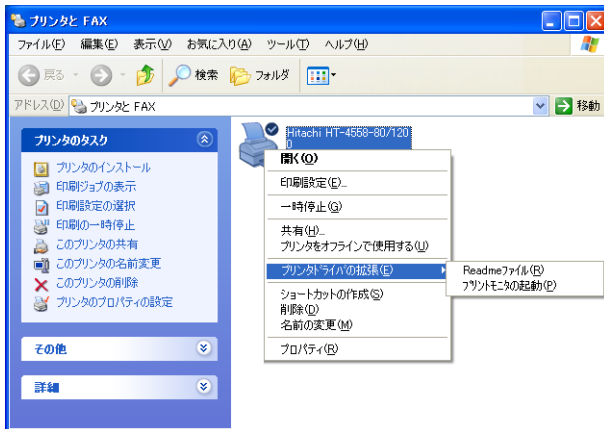 プリンタと FAX
ファイル(F) 編集(E) 表示(V) お気に入り(A) ツール(T) ヘルプ(H)
戻る 検索 フォルダ
アドレス(D) プリンタと FAX 移動
プリンタのタスク
プリンタのインストール
印刷ジョブの表示
印刷設定の選択
印刷の一時停止
このプリンタの共有
このプリンタの名前変更
このプリンタの削除
プリンタのプロパティの設定
その他
詳細
Hitachi HT-4558-80/120
0
開く(O)
印刷設定(E)...
一時停止(G)
共有(H)...
プリンタをオフラインで使用する(U)
プリンタドライバの拡張(E)
ショートカットの作成(S)
削除(D)
名前の変更(M)
プロパティ(R)
Readmeファイル(R)
プリントモニタの起動(P)